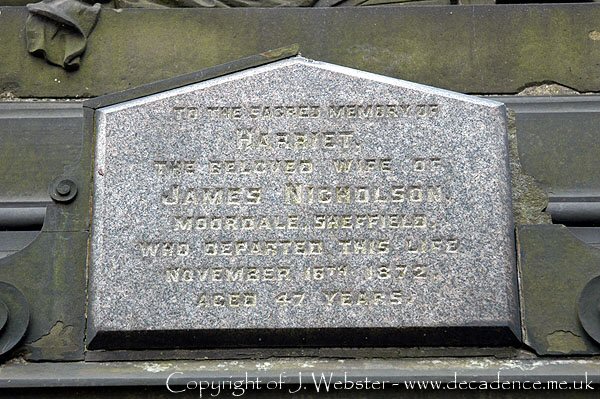 TO THE SACRED MEMORY OF
HARRIET.
THE BELOVED WIFE OF
JAMES NICHOLSON.
MOORDALE, SHEFFIELD,
WHO DEPARTED THIS LIFE
NOVEMBER 16TH, 1872,
AGED 47 YEARS.
Copyright of J. Webster - www.decadence.me.uk